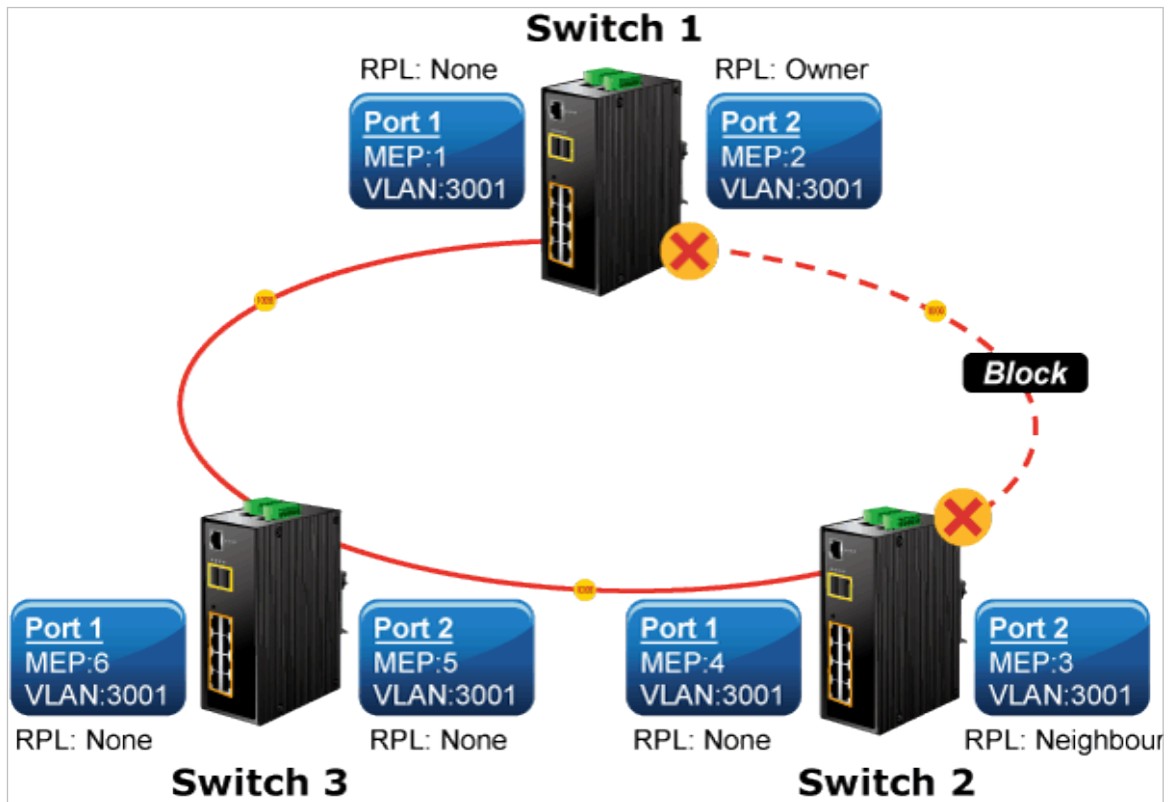 Switch 1
RPL: None
RPL: Owner
Port 1
MEP:1
VLAN:3001
Port 2
MEP:2
VLAN:3001
Block
Port 1
MEP:6
VLAN:3001
Port 2
MEP:5
VLAN:3001
Port 1
MEP:4
VLAN:3001
Port 2
MEP:3
VLAN:3001
RPL: None
RPL: None
RPL: None
RPL: Neighbour
Switch 3
Switch 2